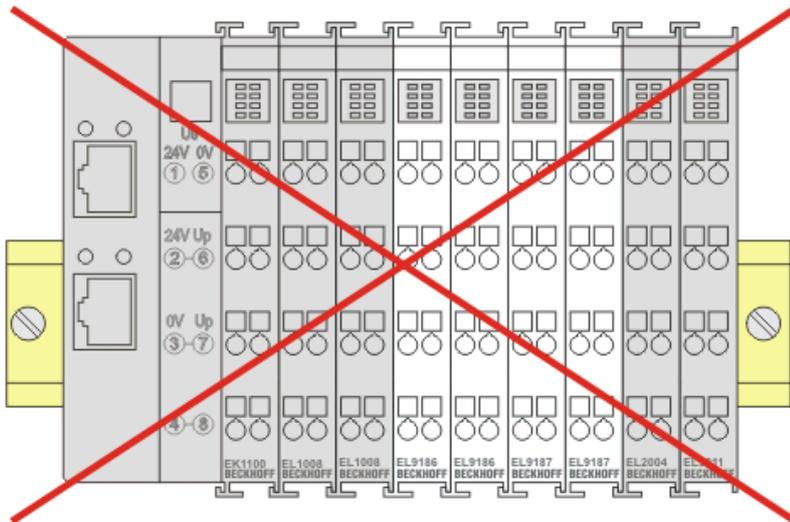 Us
24V 0V
1 5
24V Up
2 6
0V Up
3 7
4 8
EK1100 EL1008 EL1008 EL9186 EL9186 EL9187 EL9187 EL2004
BECKHOFF BECKHOFF BECKHOFF BECKHOFF BECKHOFF BECKHOFF BECKHOFF BECKHOFF BECKHOFF